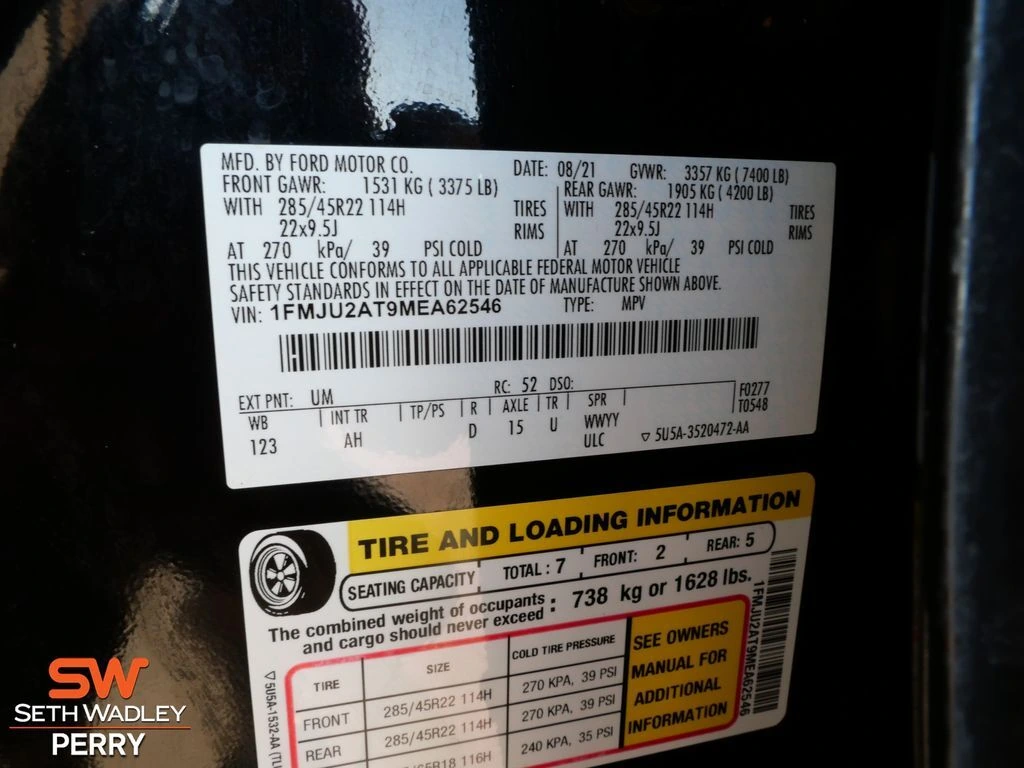 MFD. BY FORD MOTOR CO. DATE: 08/21 GVWR: 3357 KG ( 7400 LB)
FRONT GAWR: 1531 KG ( 3375 LB) REAR GAWR: 1905 KG ( 4200 LB)
WITH 285/45R22 114H TIRES WITH 285/45R22 114H TIRES
22x9.5J RIMS 22x9.5J RIMS
AT 270 kPa/ 39 PSI COLD AT 270 kPa/ 39 PSI COLD
THIS VEHICLE CONFORMS TO ALL APPLICABLE FEDERAL MOTOR VEHICLE
SAFETY STANDARDS IN EFFECT ON THE DATE OF MANUFACTURE SHOWN ABOVE.
VIN: 1FMJU2AT9MEA62546 TYPE: MPV
EXT PNT: UM RC: 52 DSO: F0277
WB INT TR TP/PS R AXLE TR SPR T0548
123 AH D 15 U WWYY
ULC ▽ 5U5A-3520472-AA
TIRE AND LOADING INFORMATION
SEATING CAPACITY TOTAL : 7 FRONT: 2 REAR: 5
The combined weight of occupants : 738 kg or 1628 lbs.
and cargo should never exceed
TIRE SIZE COLD TIRE PRESSURE
FRONT 285/45R22 114H 270 KPA, 39 PSI
REAR 285/45R22 114H 270 KPA, 39 PSI
116H 240 KPA, 35 PSI
SEE OWNERS
MANUAL FOR
ADDITIONAL
INFORMATION
1FMJU2AT9MEA62546
▽ 5U5A-1532-AA
SW
SETH WADLEY
PERRY